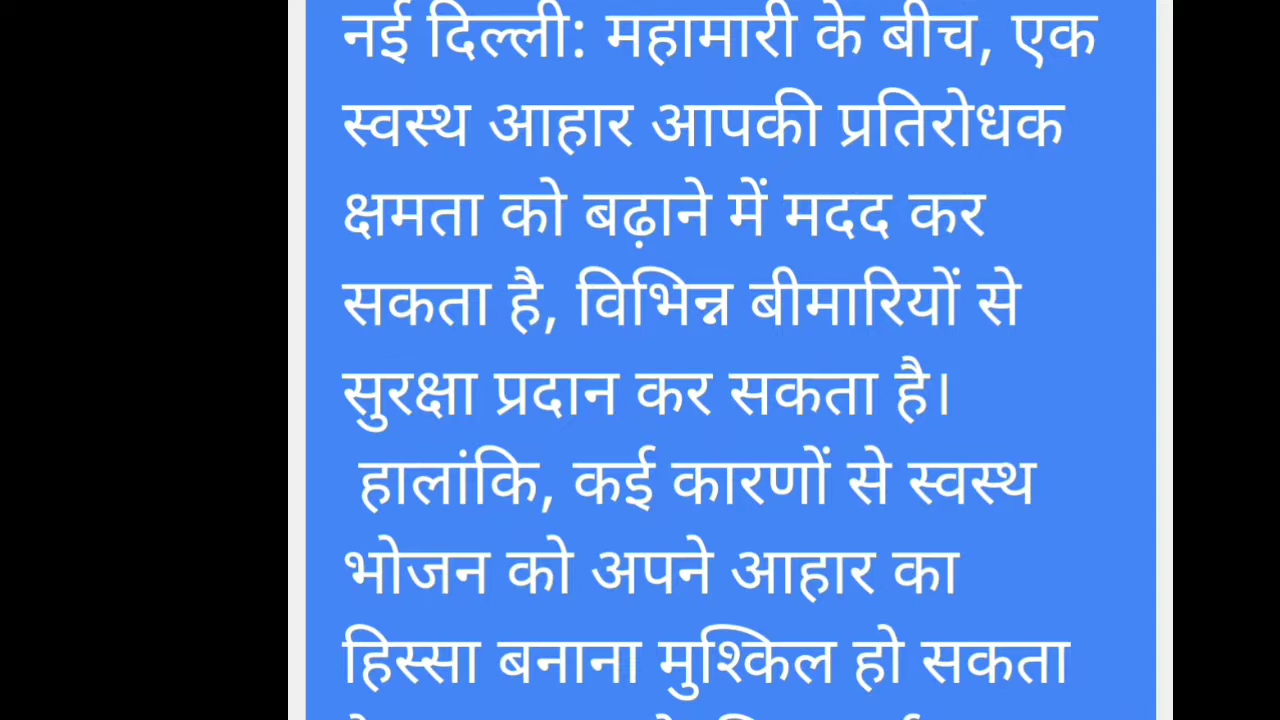 नई दिल्ली: महामारी के बीच, एक
स्वस्थ आहार आपकी प्रतिरोधक
क्षमता को बढ़ाने में मदद कर
सकता है, विभिन्न बीमारियों से
सुरक्षा प्रदान कर सकता है।
हालांकि, कई कारणों से स्वस्थ
भोजन को अपने आहार का
हिस्सा बनाना मुश्किल हो सकता